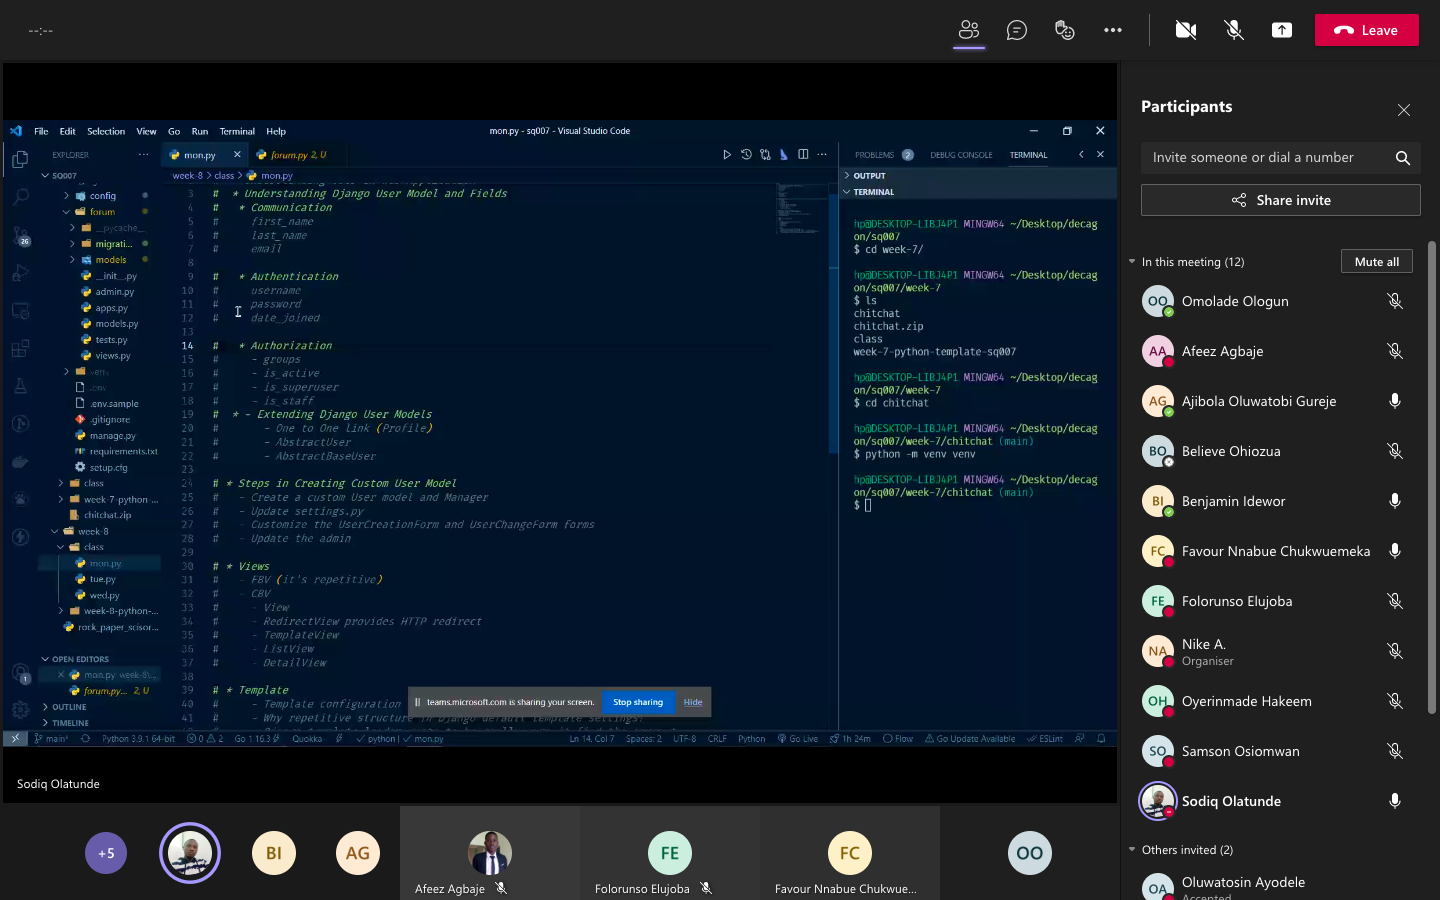 --:--
Leave
File Edit Selection View Go Run Terminal Help
mon.py - sq007 - Visual Studio Code
EXPLORER
SQ007
config
forum
__pycache__
migrati...
models
__init__.py
admin.py
apps.py
models.py
tests.py
views.py
venv
.env
.env.sample
.gitignore
manage.py
requirements.txt
setup.cfg
class
week-7-python-...
chitchat.zip
week-8
class
mon.py
tue.py
wed.py
week-8-python-...
rock_paper_scisor...
OPEN EDITORS
mon.py week-8\...
forum.py... 2, U
OUTLINE
TIMELINE
26
1
mon.py
forum.py 2, U
week-8 > class > mon.py
3 # * Understanding Django User Model and Fields
4 # * Communication
5 # first_name
6 # last_name
7 # email
8
9 # * Authentication
10 # username
11 # password
12 # date_joined
13
14 # * Authorization
15 # - groups
16 # - is_active
17 # - is_superuser
18 # - is_staff
19 # * - Extending Django User Models
20 # - One to One link (Profile)
21 # - AbstractUser
22 # - AbstractBaseUser
23
24 # * Steps in Creating Custom User Model
25 # - Create a custom User model and Manager
26 # - Update settings.py
27 # - Customize the UserCreationForm and UserChangeForm forms
28 # - Update the admin
29
30 # * Views
31 # - FBV (it's repetitive)
32 # - CBV
33 # - View
34 # - RedirectView provides HTTP redirect
35 # - TemplateView
36 # - ListView
37 # - DetailView
38
39 # * Template
40 # - Template configuration
41 # - Why repetitive structure in Django default template settings?
teams.microsoft.com is sharing your screen.
Stop sharing
Hide
PROBLEMS 2 DEBUG CONSOLE TERMINAL
OUTPUT
TERMINAL
hp@DESKTOP-LIBJ4P1 MINGW64 ~/Desktop/decag
on/sq007
$ cd week-7/
hp@DESKTOP-LIBJ4P1 MINGW64 ~/Desktop/decag
on/sq007/week-7
$ ls
chitchat
chitchat.zip
class
week-7-python-template-sq007
hp@DESKTOP-LIBJ4P1 MINGW64 ~/Desktop/decag
on/sq007/week-7
$ cd chitchat
hp@DESKTOP-LIBJ4P1 MINGW64 ~/Desktop/decag
on/sq007/week-7/chitchat (main)
$ python -m venv venv
hp@DESKTOP-LIBJ4P1 MINGW64 ~/Desktop/decag
on/sq007/week-7/chitchat (main)
$
main* Python 3.9.1 64-bit 0 2 Go 1.16.3 Quokka python | mon.py Ln 14, Col 7 Spaces: 2 UTF-8 CRLF Python Go Live 1h 24m Flow Go Update Available ESLint
Sodiq Olatunde
+5
BI
AG
Afeez Agbaje
FE
Folorunso Elujoba
FC
Favour Nnabue Chukwue...
OO
Participants
Invite someone or dial a number
Share invite
In this meeting (12)
Mute all
OO Omolade Ologun
AA Afeez Agbaje
AG Ajibola Oluwatobi Gureje
BO Believe Ohiozua
BI Benjamin Idewor
FC Favour Nnabue Chukwuemeka
FE Folorunso Elujoba
NA Nike A.
Organiser
OH Oyerinmade Hakeem
SO Samson Osiomwan
Sodiq Olatunde
Others invited (2)
OA Oluwatosin Ayodele
Accepted